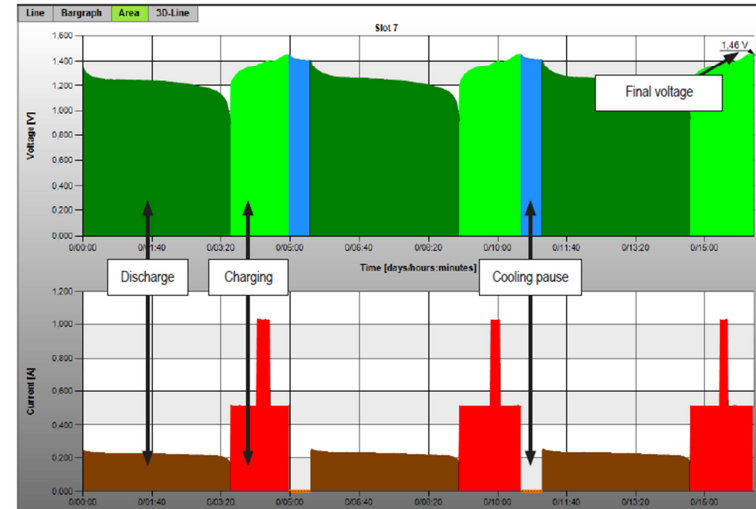 Line Bargraph Area 3D-Line
Slot 7
1,600
1,400
1,200
1,000
0,800
0,600
0,400
0,200
0,000
Voltage [V]
1,46 V
Final voltage
0/00:00 0/01:40 0/03:20 0/05:00 0/06:40 0/08:20 0/10:00 0/11:40 0/13:20 0/15:00
Time [days/hours:minutes]
Discharge
Charging
Cooling pause
1,200
1,000
0,800
0,600
0,400
0,200
0,000
Current [A]
0/00:00 0/01:40 0/03:20 0/05:00 0/06:40 0/08:20 0/10:00 0/11:40 0/13:20 0/15:00